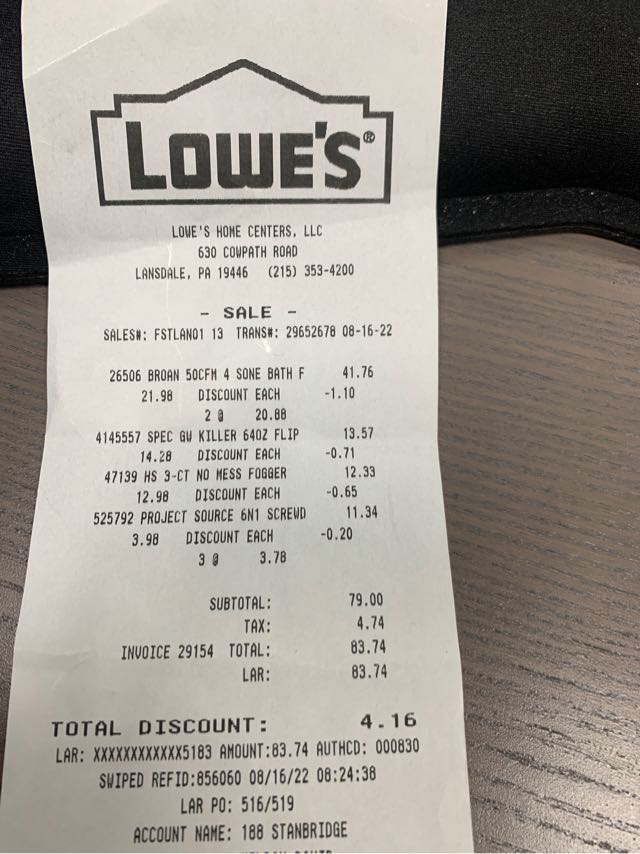 LOWE'S®
LOWE'S HOME CENTERS, LLC
630 COWPATH ROAD
LANSDALE, PA 19446 (215) 353-4200
- SALE -
SALES#: FSTLAN01 13 TRANS#: 29652678 08-16-22
26506 BROAN 50CFM 4 SONE BATH F 41.76
21.98 DISCOUNT EACH -1.10
2 @ 20.88
4145557 SPEC GW KILLER 64OZ FLIP 13.57
14.28 DISCOUNT EACH -0.71
47139 HS 3-CT NO MESS FOGGER 12.33
12.98 DISCOUNT EACH -0.65
525792 PROJECT SOURCE 6N1 SCREWD 11.34
3.98 DISCOUNT EACH -0.20
3 @ 3.78
SUBTOTAL: 79.00
TAX: 4.74
INVOICE 29154 TOTAL: 83.74
LAR: 83.74
TOTAL DISCOUNT: 4.16
LAR: XXXXXXXXXXXX5183 AMOUNT:83.74 AUTHCD: 000830
SWIPED REFID:856060 08/16/22 08:24:38
LAR PO: 516/519
ACCOUNT NAME: 188 STANBRIDGE